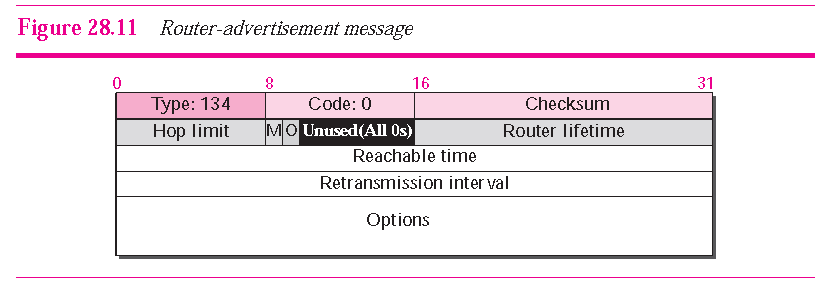 Figure 28.11 Router-advertisement message
0 8 16 31
Type: 134 Code: 0 Checksum
Hop limit M O Unused(All 0s) Router lifetime
Reachable time
Retransmission interval
Options